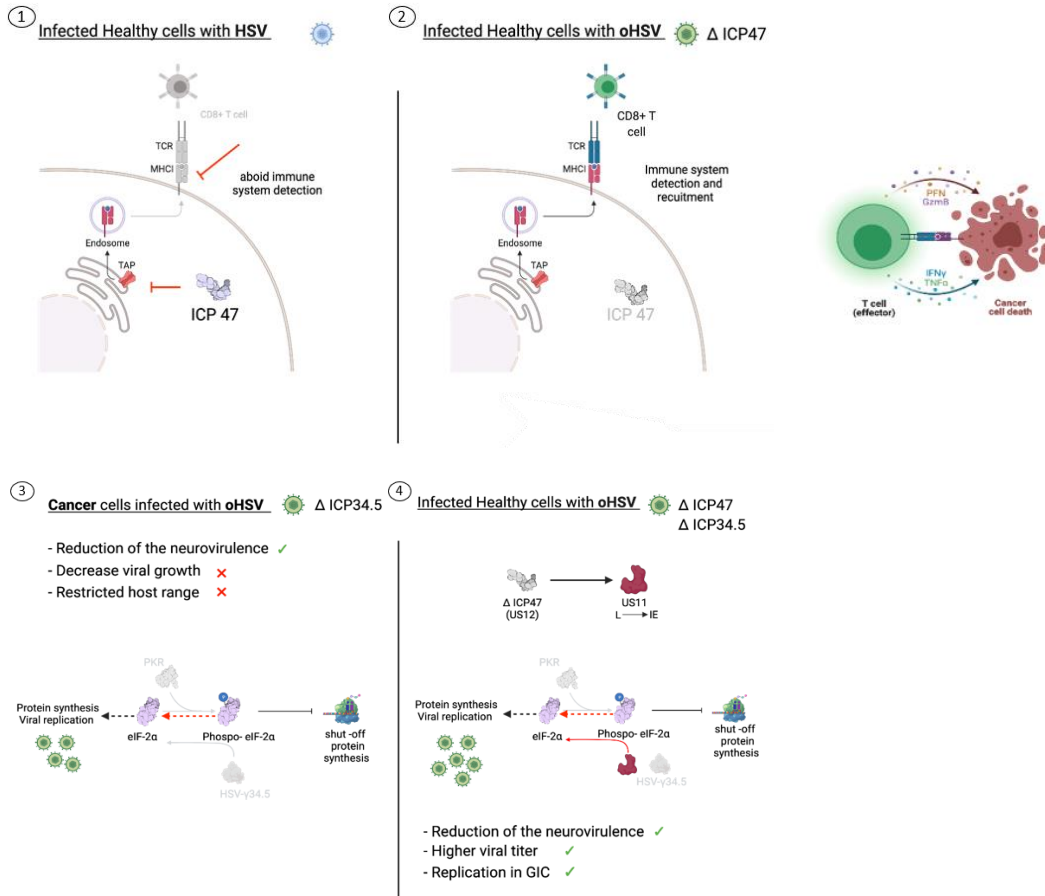 1
Infected Healthy cells with HSV
CD8+ T cell
TCR
MHCI
aboid immune
system detection
Endosome
TAP
ICP 47
2
Infected Healthy cells with oHSV
Δ ICP47
CD8+ T
cell
TCR
MHCI
Immune system
detection and
recuitment
Endosome
TAP
ICP 47
PFN
GzmB
IFNγ
TNFα
T cell
(effector)
Cancer
cell death
3
Cancer cells infected with oHSV
Δ ICP34.5
- Reduction of the neurovirulence ✓
- Decrease viral growth ✕
- Restricted host range ✕
PKR
Protein synthesis
Viral replication
eIF-2α
Phospo- eIF-2α
shut -off
protein
synthesis
HSV-γ34.5
4
Infected Healthy cells with oHSV
Δ ICP47
Δ ICP34.5
Δ ICP47
(US12)
US11
L → IE
PKR
Protein synthesis
Viral replication
eIF-2α
Phospo- eIF-2α
shut -off
protein
synthesis
HSV-γ34.5
- Reduction of the neurovirulence ✓
- Higher viral titer ✓
- Replication in GIC ✓